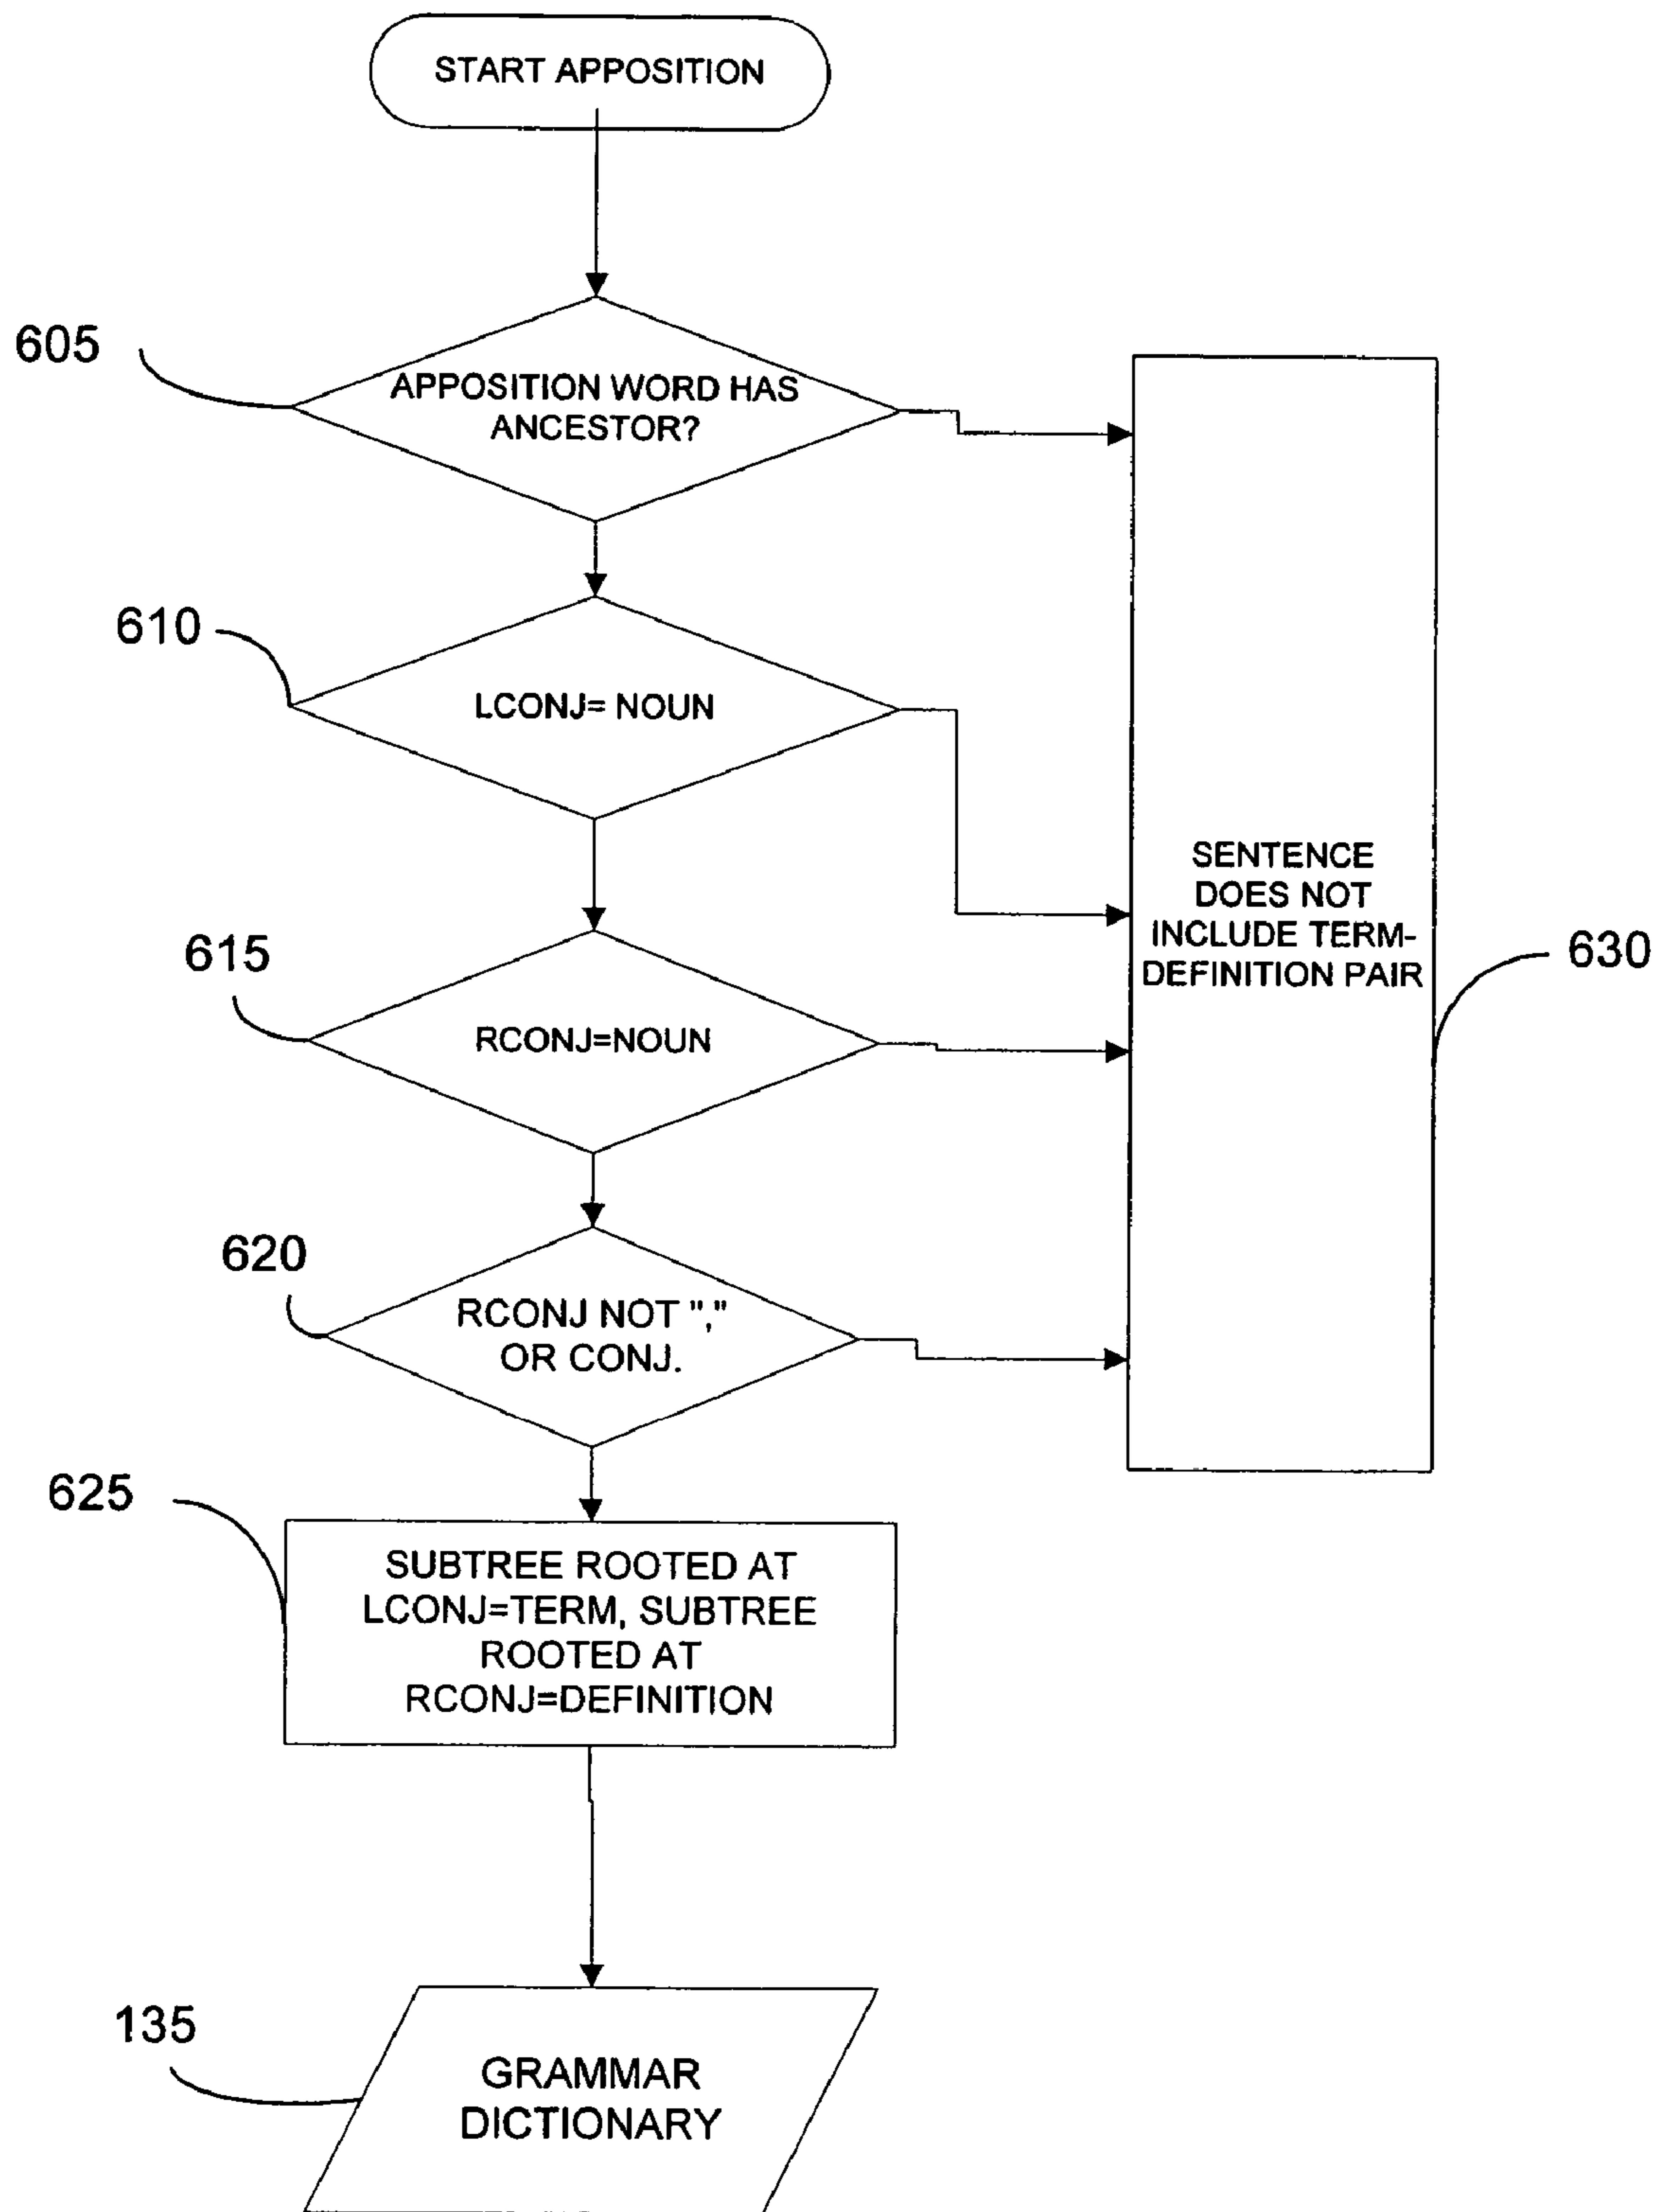 START APPOSITION
605
APPOSITION WORD HAS
ANCESTOR?
610
LCONJ= NOUN
SENTENCE
DOES NOT
INCLUDE TERM-
DEFINITION PAIR
630
615
RCONJ=NOUN
620
RCONJ NOT ","
OR CONJ.
625
SUBTREE ROOTED AT
LCONJ=TERM, SUBTREE
ROOTED AT
RCONJ=DEFINITION
135
GRAMMAR
DICTIONARY